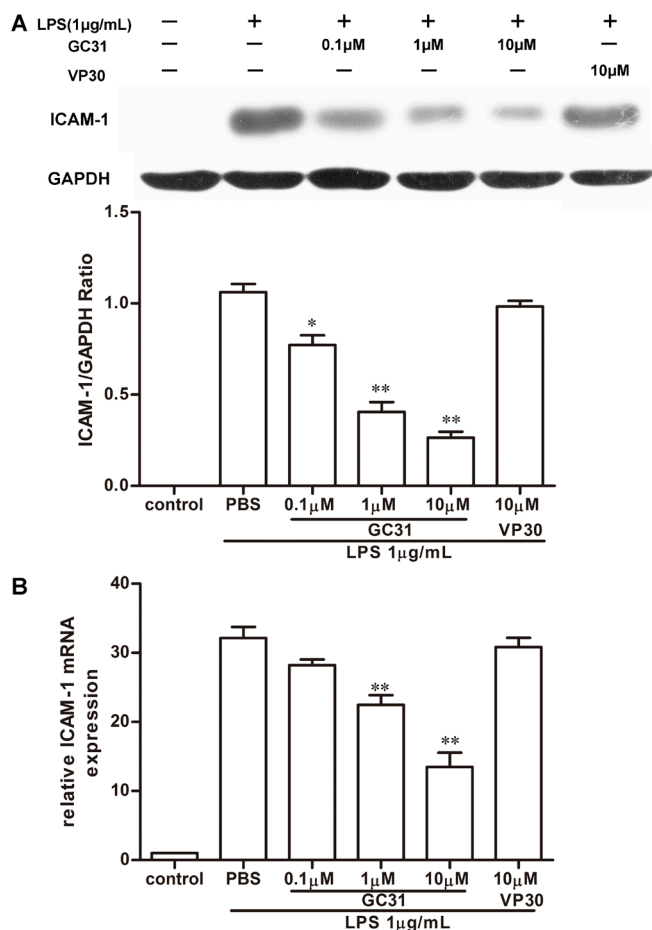 A LPS(1μg/mL) – + + + + +
GC31 – – 0.1μM 1μM 10μM –
VP30 – – – – – 10μM
ICAM-1
GAPDH
ICAM-1/GAPDH Ratio
1.5
1.0
0.5
0.0
* ** **
control PBS 0.1μM 1μM 10μM 10μM
GC31 VP30
LPS 1μg/mL
B
relative ICAM-1 mRNA
expression
40
30
20
10
0
** **
control PBS 0.1μM 1μM 10μM 10μM
GC31 VP30
LPS 1μg/mL